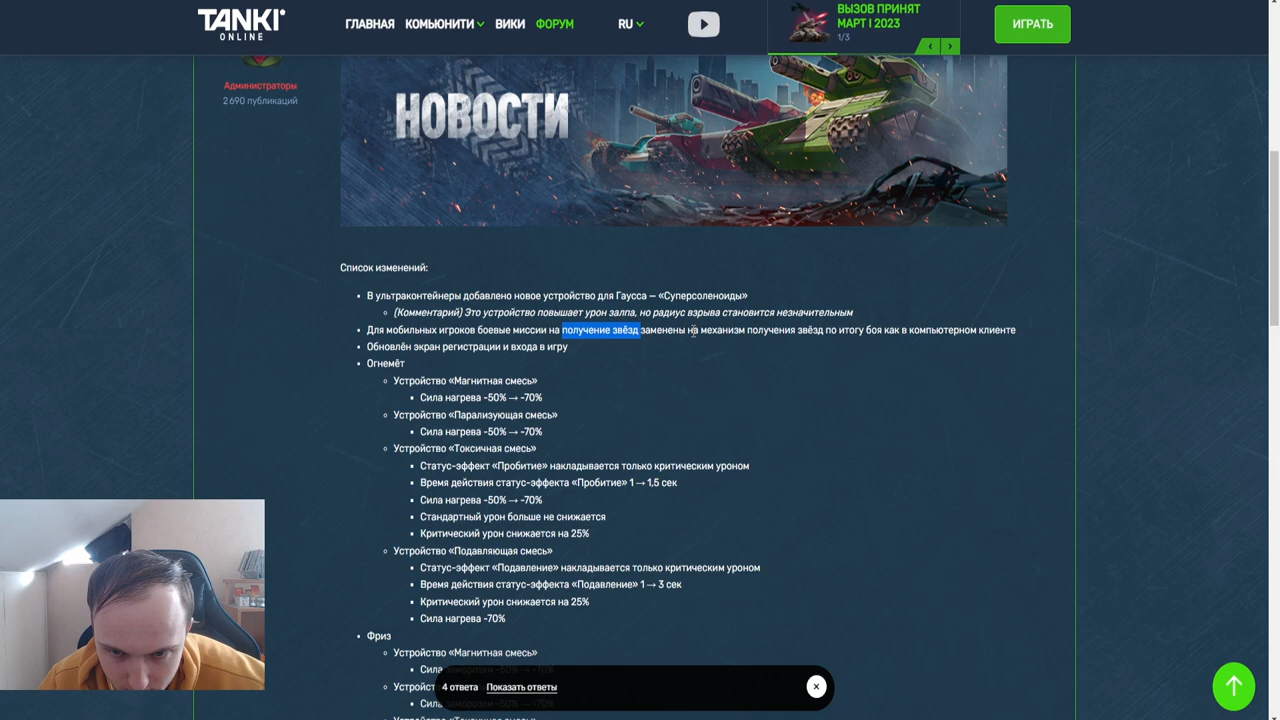 TANKI
ONLINE
ГЛАВНАЯ
КОМЬЮНИТИ
ВИКИ
ФОРУМ
RU
ВЫЗОВ ПРИНЯТ
МАРТ I 2023
1/3
ИГРАТЬ
Администраторы
2 690 публикаций
НОВОСТИ
Список изменений:
В ультраконтейнеры добавлено новое устройство для Гаусса — «Суперсоленоиды»
(Комментарий) Это устройство повышает урон залпа, но радиус взрыва становится незначительным
Для мобильных игроков боевые миссии на получение звёзд заменены на механизм получения звёзд по итогу боя как в компьютерном клиенте
Обновлён экран регистрации и входа в игру
Огнемёт
Устройство «Магнитная смесь»
Сила нагрева -50% → -70%
Устройство «Парализующая смесь»
Сила нагрева -50% → -70%
Устройство «Токсичная смесь»
Статус-эффект «Пробитие» накладывается только критическим уроном
Время действия статус-эффекта «Пробитие» 1 → 1,5 сек
Сила нагрева -50% → -70%
Стандартный урон больше не снижается
Критический урон снижается на 25%
Устройство «Подавляющая смесь»
Статус-эффект «Подавление» накладывается только критическим уроном
Время действия статус-эффекта «Подавление» 1 → 3 сек
Критический урон снижается на 25%
Сила нагрева -70%
Фриз
Устройство «Магнитная смесь»
Сила заморозки -50% → -70%
4 ответа Показать ответы